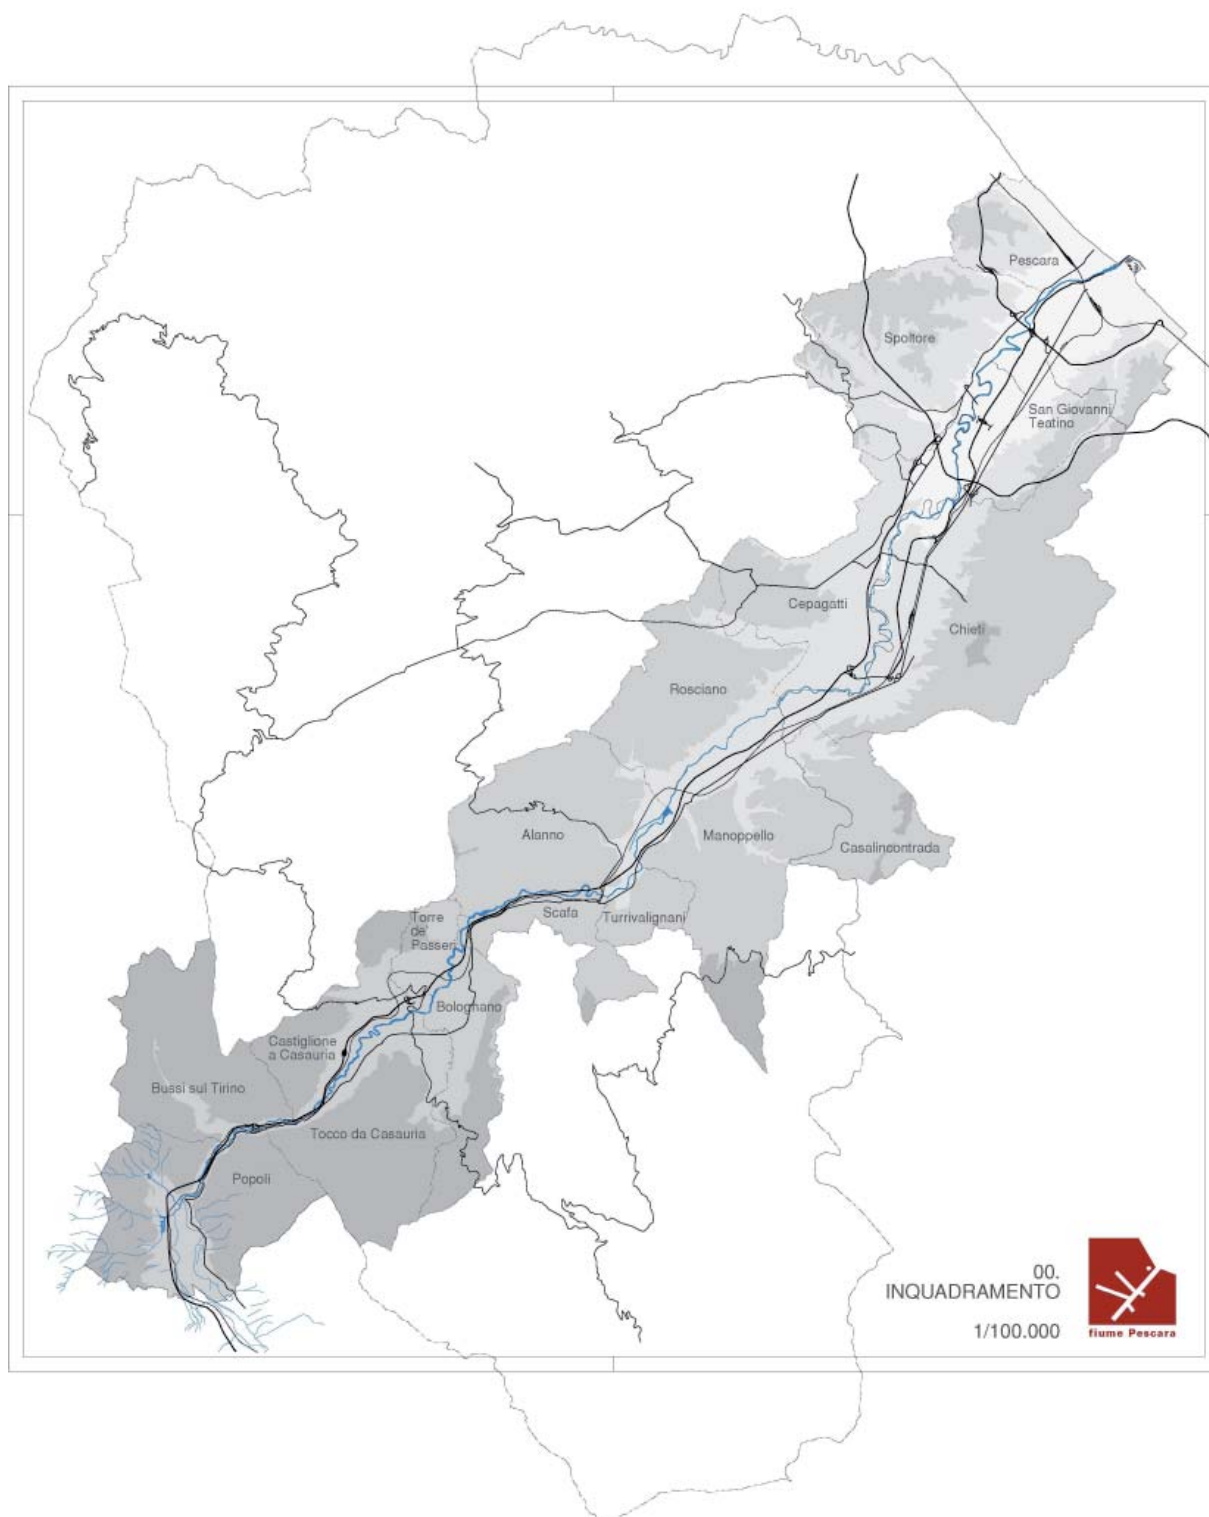 Pescara
Spoltore
San Giovanni
Teatino
Cepagatti
Chieti
Rosciano
Alanno
Manoppello
Casalincontrada
Torre
de'
Passeri
Scafa
Turrivalignani
Bolognano
Castiglione
a Casauria
Bussi sul Tirino
Tocco da Casauria
Popoli
00.
INQUADRAMENTO
1/100.000
fiume Pescara